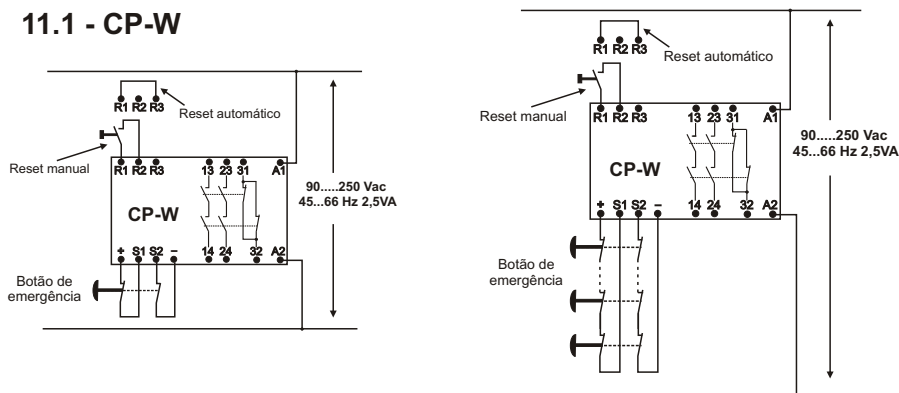 11.1 - CP-W
R1 R2 R3
Reset automático
Reset manual
R1 R2 R3 13 23 31 A1
CP-W
90.....250 Vac
45...66 Hz 2,5VA
14 24 32 A2
+ S1 S2 –
Botão de
emergência
R1 R2 R3
Reset automático
Reset manual
R1 R2 R3 13 23 31 A1
CP-W
90.....250 Vac
45...66 Hz 2,5VA
14 24 32 A2
+ S1 S2 –
Botão de
emergência